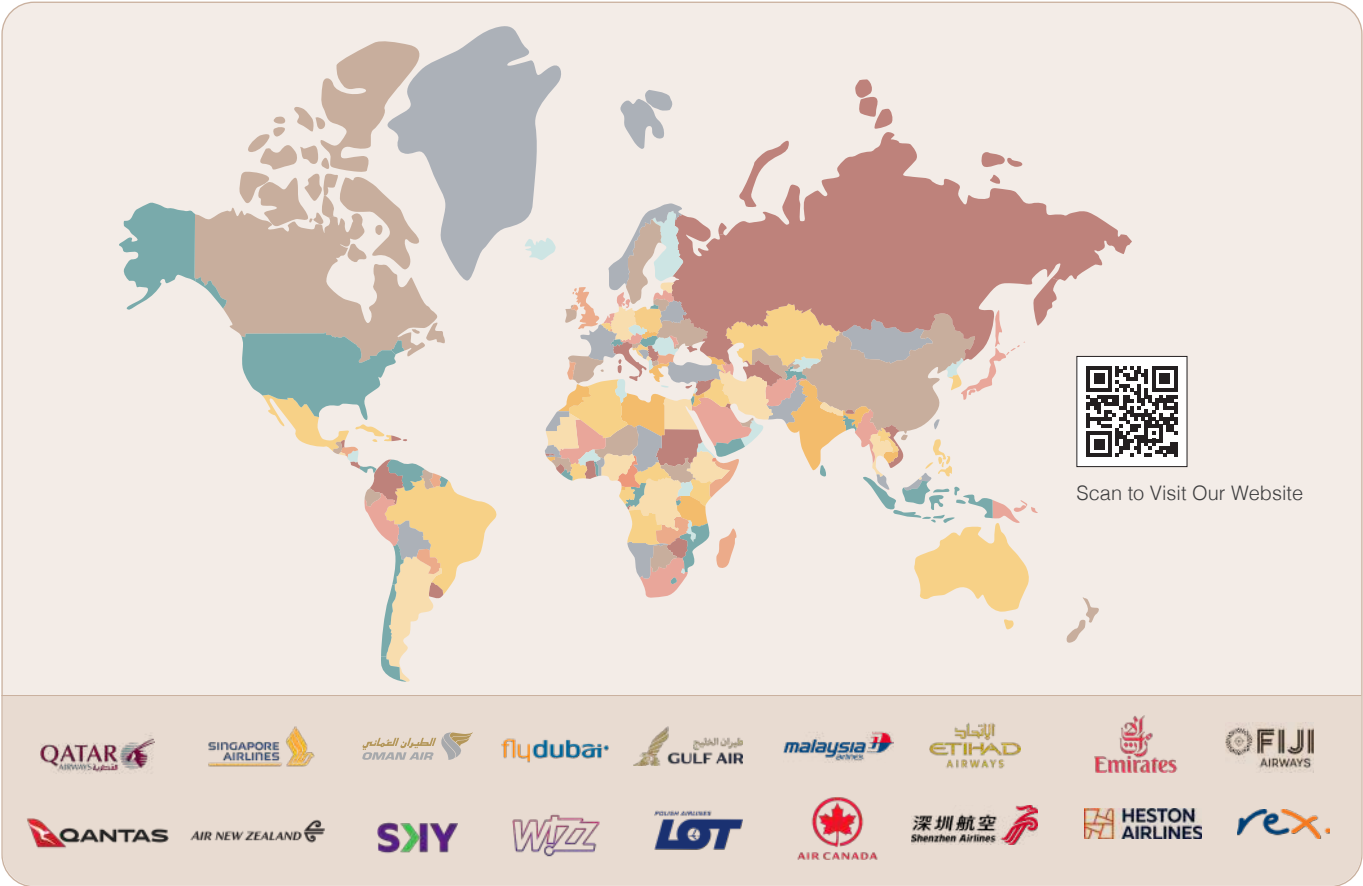 Scan to Visit Our Website
QATAR
AIRWAYS القطرية
SINGAPORE
AIRLINES
الطيران العماني
OMAN AIR
flydubai
طيران الخليج
GULF AIR
malaysia
airlines
الإتحاد
ETIHAD
AIRWAYS
Emirates
FIJI
AIRWAYS
QANTAS
AIR NEW ZEALAND
SKY
WIZZ
POLISH AIRLINES
LOT
AIR CANADA
深圳航空
Shenzhen Airlines
HESTON
AIRLINES
rex.